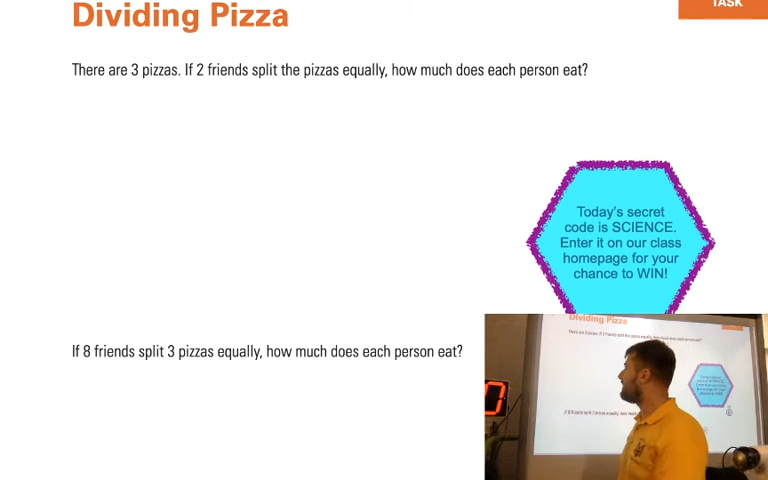 Dividing Pizza
TASK
There are 3 pizzas. If 2 friends split the pizzas equally, how much does each person eat?
Today's secret
code is SCIENCE.
Enter it on our class
homepage for your
chance to WIN!
If 8 friends split 3 pizzas equally, how much does each person eat?
Dividing Pizza